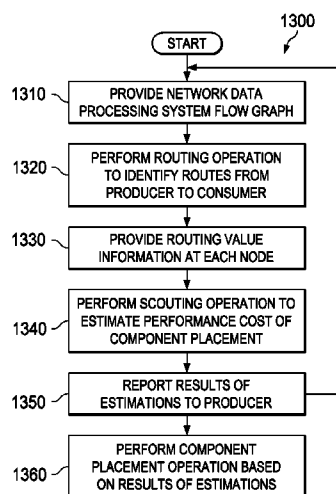 1300
START
1310
PROVIDE NETWORK DATA
PROCESSING SYSTEM FLOW GRAPH
1320
PERFORM ROUTING OPERATION
TO IDENTIFY ROUTES FROM
PRODUCER TO CONSUMER
1330
PROVIDE ROUTING VALUE
INFORMATION AT EACH NODE
1340
PERFORM SCOUTING OPERATION TO
ESTIMATE PERFORMANCE COST OF
COMPONENT PLACEMENT
1350
REPORT RESULTS OF
ESTIMATIONS TO PRODUCER
1360
PERFORM COMPONENT
PLACEMENT OPERATION BASED
ON RESULTS OF ESTIMATIONS